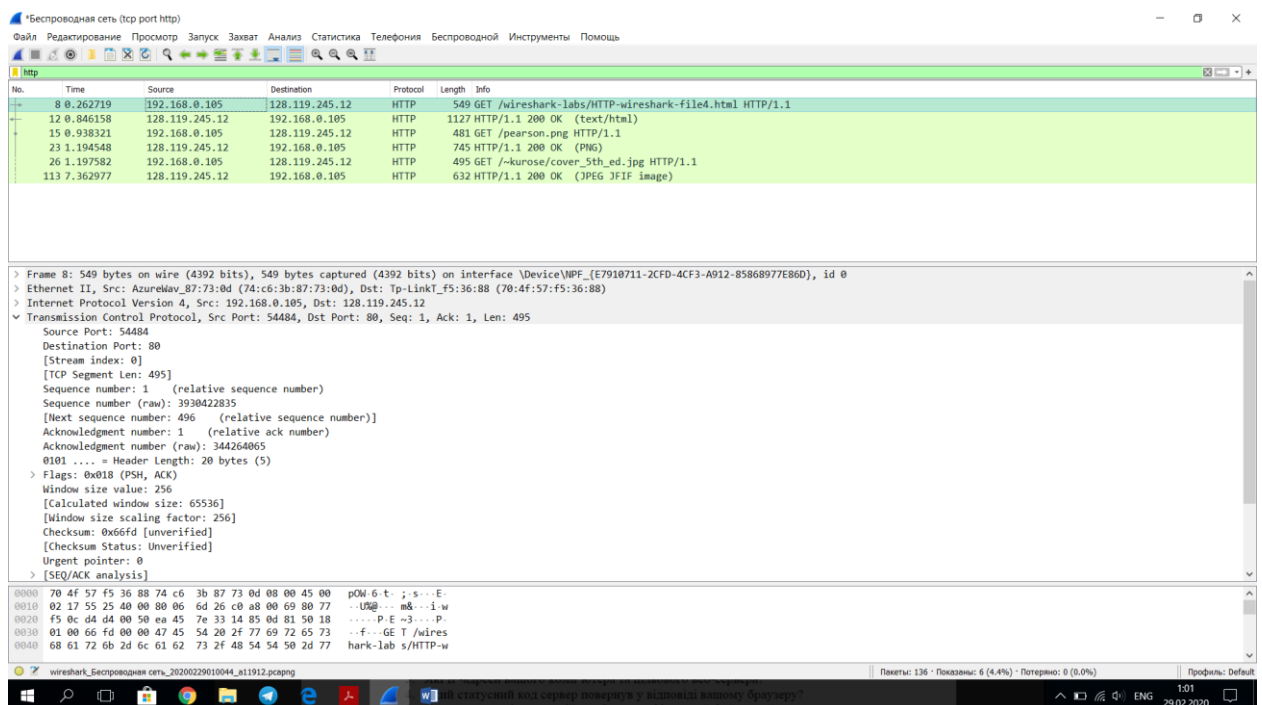 *Беспроводная сеть (tcp port http)
Файл Редактирование Просмотр Запуск Захват Анализ Статистика Телефония Беспроводной Инструменты Помощь
http
No. Time Source Destination Protocol Length Info
8 0.262719 192.168.0.105 128.119.245.12 HTTP 549 GET /wireshark-labs/HTTP-wireshark-file4.html HTTP/1.1
12 0.846158 128.119.245.12 192.168.0.105 HTTP 1127 HTTP/1.1 200 OK (text/html)
15 0.938321 192.168.0.105 128.119.245.12 HTTP 481 GET /pearson.png HTTP/1.1
23 1.194548 128.119.245.12 192.168.0.105 HTTP 745 HTTP/1.1 200 OK (PNG)
26 1.197582 192.168.0.105 128.119.245.12 HTTP 495 GET /~kurose/cover_5th_ed.jpg HTTP/1.1
113 7.362977 128.119.245.12 192.168.0.105 HTTP 632 HTTP/1.1 200 OK (JPEG JFIF image)
> Frame 8: 549 bytes on wire (4392 bits), 549 bytes captured (4392 bits) on interface \Device\NPF_{E7910711-2CFD-4CF3-A912-85868977E86D}, id 0
> Ethernet II, Src: AzureWav_87:73:0d (74:c6:3b:87:73:0d), Dst: Tp-LinkT_f5:36:88 (70:4f:57:f5:36:88)
> Internet Protocol Version 4, Src: 192.168.0.105, Dst: 128.119.245.12
Transmission Control Protocol, Src Port: 54484, Dst Port: 80, Seq: 1, Ack: 1, Len: 495
Source Port: 54484
Destination Port: 80
[Stream index: 0]
[TCP Segment Len: 495]
Sequence number: 1 (relative sequence number)
Sequence number (raw): 3930422835
[Next sequence number: 496 (relative sequence number)]
Acknowledgment number: 1 (relative ack number)
Acknowledgment number (raw): 344264065
0101 .... = Header Length: 20 bytes (5)
> Flags: 0x018 (PSH, ACK)
Window size value: 256
[Calculated window size: 65536]
[Window size scaling factor: 256]
Checksum: 0x66fd [unverified]
[Checksum Status: Unverified]
Urgent pointer: 0
> [SEQ/ACK analysis]
0000 70 4f 57 f5 36 88 74 c6 3b 87 73 0d 08 00 45 00 pOW·6·t· ;·s···E·
0010 02 17 55 25 40 00 80 06 6d 26 c0 a8 00 69 80 77 ··U%@··· m&···i·w
0020 f5 0c d4 d4 00 50 ea 45 7e 33 14 85 0d 81 50 18 ·····P·E ~3····P·
0030 01 00 66 fd 00 00 47 45 54 20 2f 77 69 72 65 73 ··f···GE T /wires
0040 68 61 72 6b 2d 6c 61 62 73 2f 48 54 54 50 2d 77 hark-lab s/HTTP-w
wireshark_Беспроводная сеть_20200229010044_a11912.pcapng Пакеты: 136 · Показаны: 6 (4.4%) · Потеряно: 0 (0.0%) Профиль: Default
статусний код сервер повернув у відповіді вашому браузеру?
ENG 1:01
29.02.2020